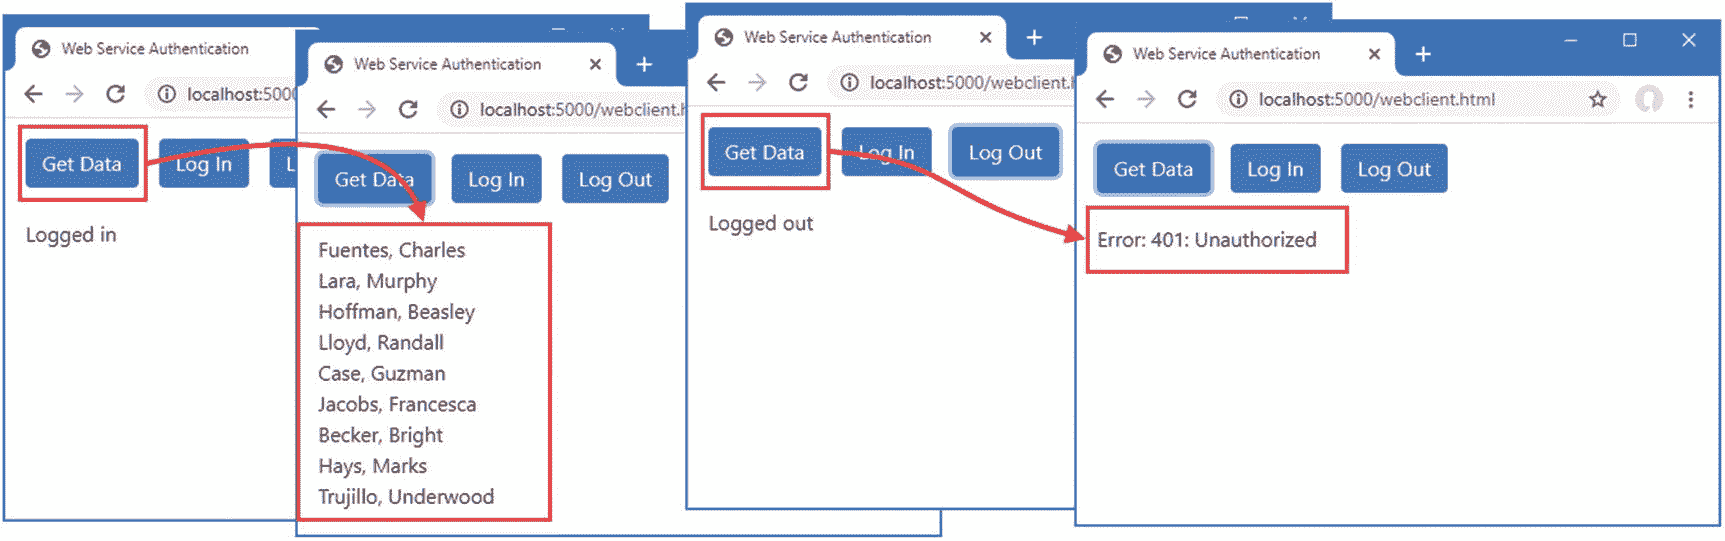 Web Service Authentication
localhost:5000
Get Data
Log In
L
Logged in
Web Service Authentication
localhost:5000/webclient.h
Get Data
Log In
Log Out
Fuentes, Charles
Lara, Murphy
Hoffman, Beasley
Lloyd, Randall
Case, Guzman
Jacobs, Francesca
Becker, Bright
Hays, Marks
Trujillo, Underwood
Web Service Authentication
localhost:5000/webclient.h
Get Data
Log In
Log Out
Logged out
Web Service Authentication
localhost:5000/webclient.html
Get Data
Log In
Log Out
Error: 401: Unauthorized